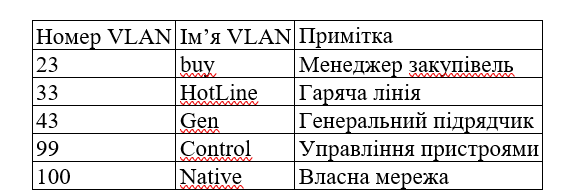 Номер VLAN Ім’я VLAN Примітка
23 buy Менеджер закупівель
33 HotLine Гаряча лінія
43 Gen Генеральний підрядчик
99 Control Управління пристроями
100 Native Власна мережа